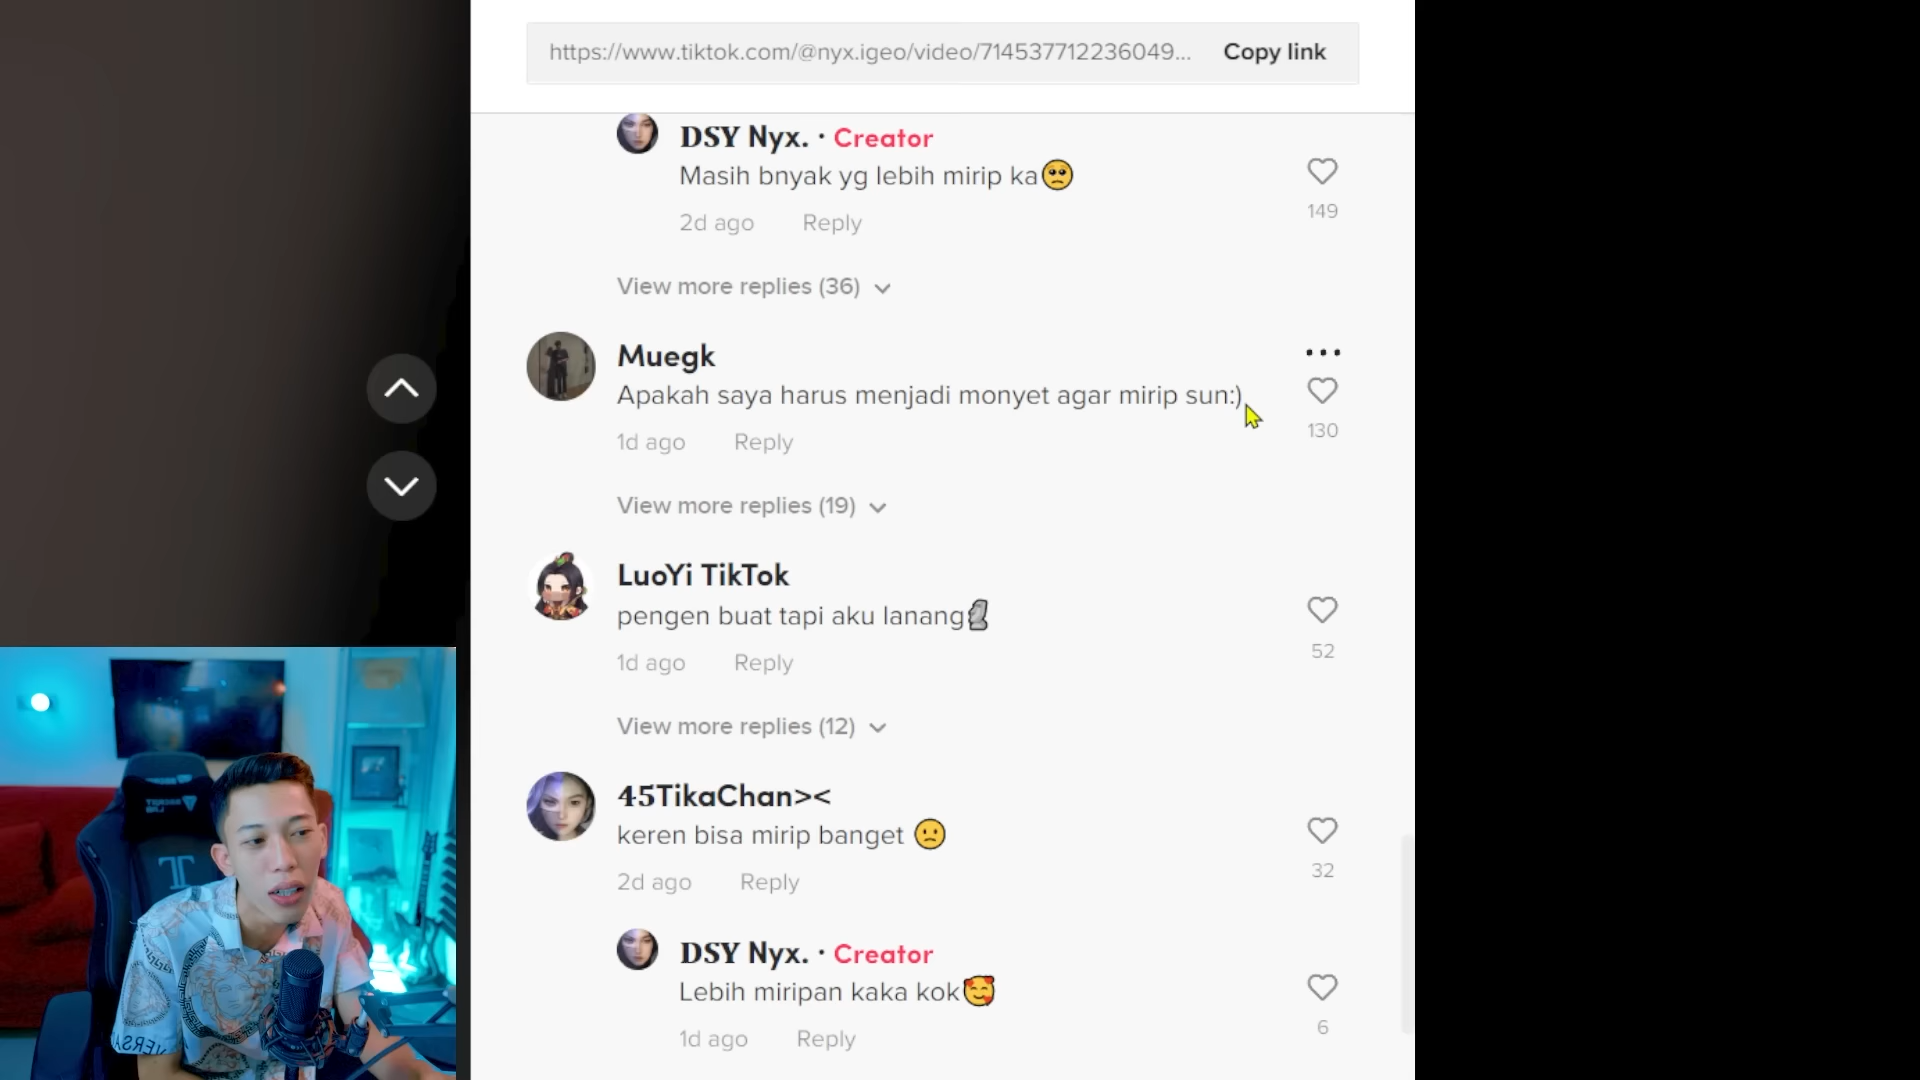 https://www.tiktok.com/@nyx.igeo/video/714537712236049... Copy link
DSY Nyx. · Creator
Masih bnyak yg lebih mirip ka🥺
149
2d ago Reply
View more replies (36)
Muegk
Apakah saya harus menjadi monyet agar mirip sun:)
130
1d ago Reply
View more replies (19)
LuoYi TikTok
pengen buat tapi aku lanang🗿
52
1d ago Reply
View more replies (12)
45TikaChan><
keren bisa mirip banget 🙁
32
2d ago Reply
DSY Nyx. · Creator
Lebih miripan kaka kok🥰
6
1d ago Reply